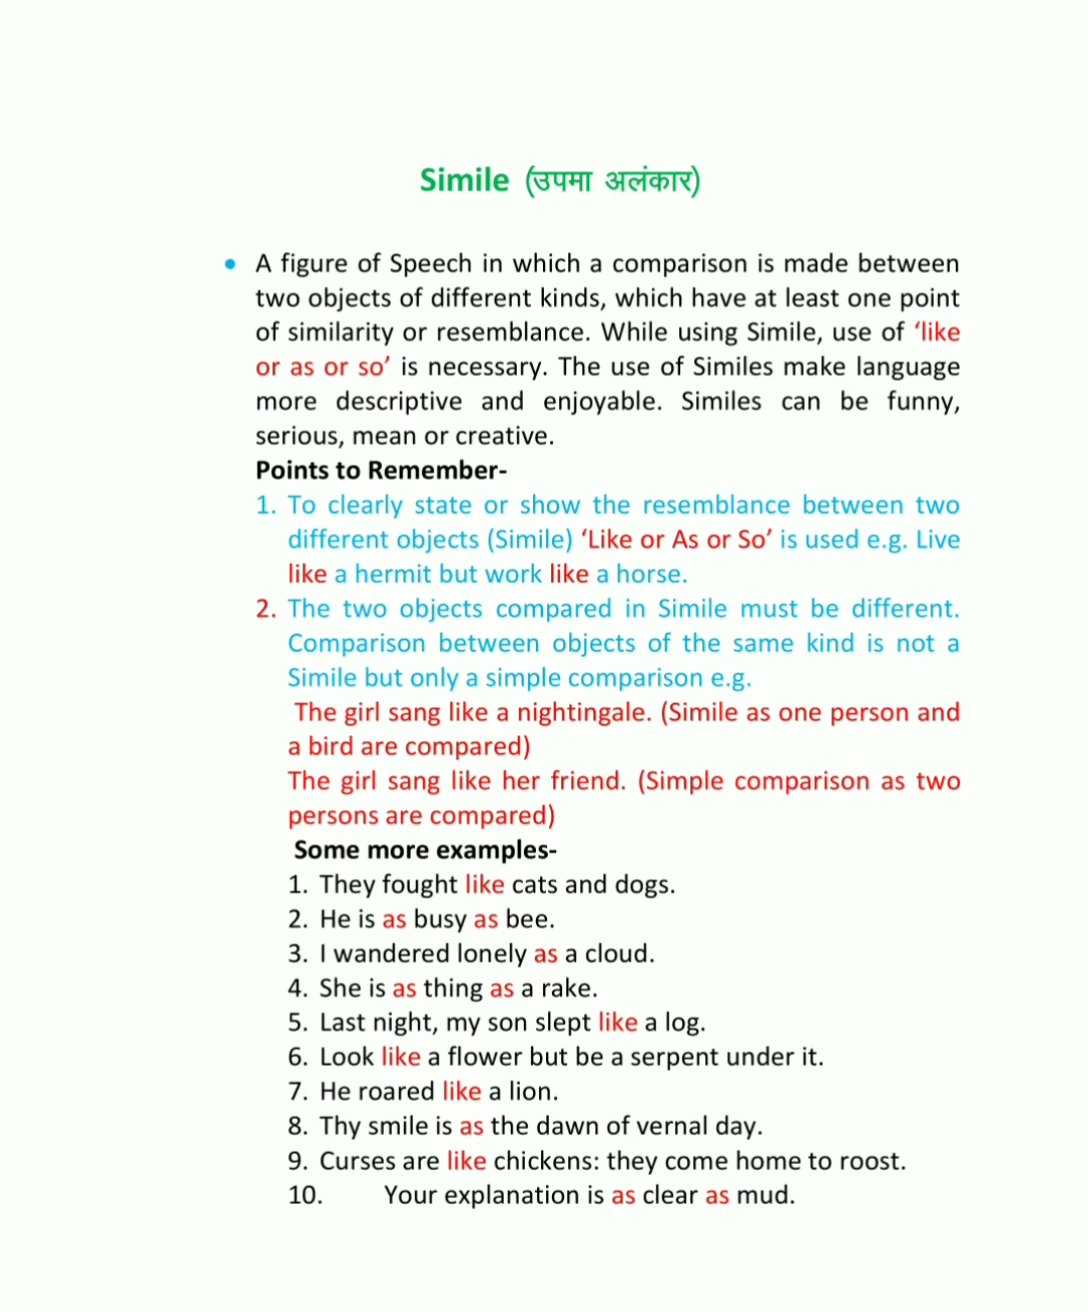 Simile (उपमा अलंकार)
• A figure of Speech in which a comparison is made between
two objects of different kinds, which have at least one point
of similarity or resemblance. While using Simile, use of ‘like
or as or so’ is necessary. The use of Similes make language
more descriptive and enjoyable. Similes can be funny,
serious, mean or creative.
Points to Remember-
1. To clearly state or show the resemblance between two
different objects (Simile) ‘Like or As or So’ is used e.g. Live
like a hermit but work like a horse.
2. The two objects compared in Simile must be different.
Comparison between objects of the same kind is not a
Simile but only a simple comparison e.g.
The girl sang like a nightingale. (Simile as one person and
a bird are compared)
The girl sang like her friend. (Simple comparison as two
persons are compared)
Some more examples-
1. They fought like cats and dogs.
2. He is as busy as bee.
3. I wandered lonely as a cloud.
4. She is as thing as a rake.
5. Last night, my son slept like a log.
6. Look like a flower but be a serpent under it.
7. He roared like a lion.
8. Thy smile is as the dawn of vernal day.
9. Curses are like chickens: they come home to roost.
10. Your explanation is as clear as mud.